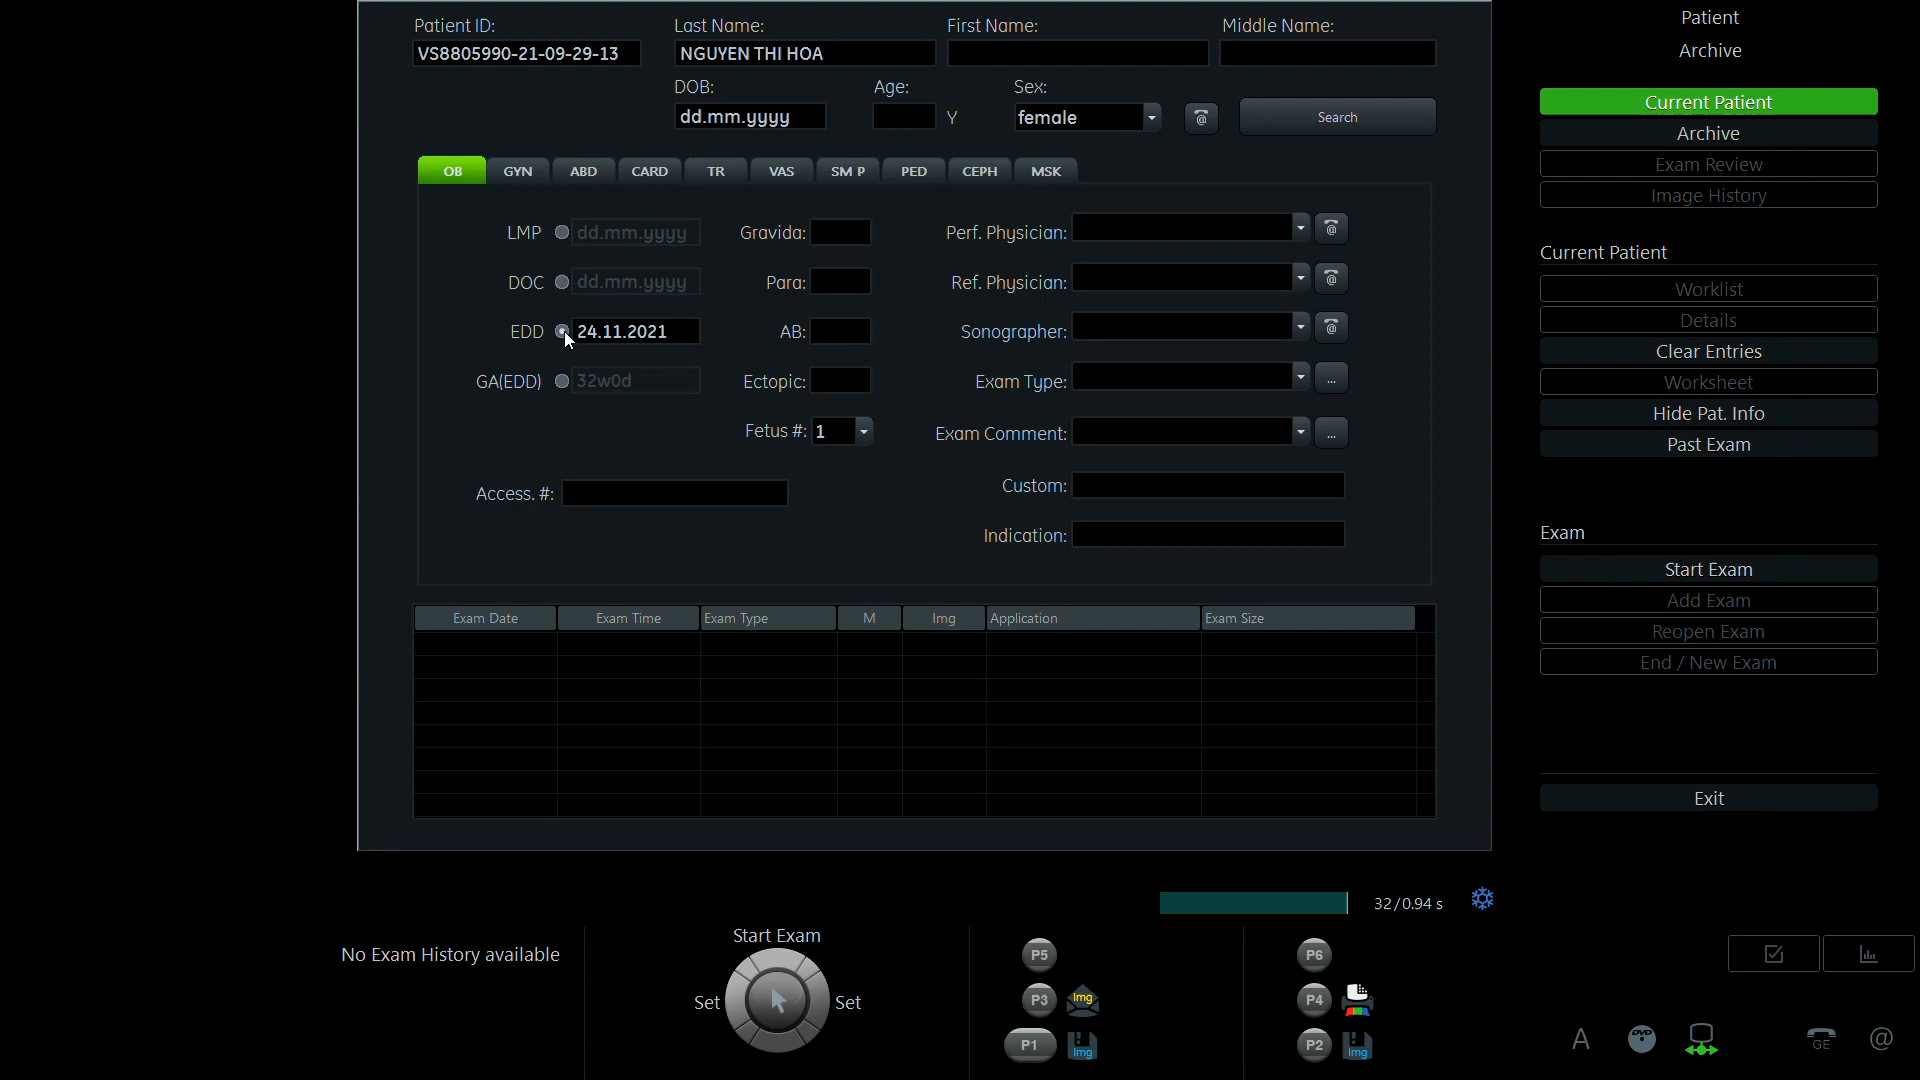 Patient ID: Last Name: First Name: Middle Name:
VS8805990-21-09-29-13 NGUYEN THI HOA
DOB: Age: Sex:
dd.mm.yyyy Y female @ Search
OB GYN ABD CARD TR VAS SM P PED CEPH MSK
LMP dd.mm.yyyy Gravida: Perf. Physician: @
DOC dd.mm.yyyy Para: Ref. Physician: @
EDD 24.11.2021 AB: Sonographer: @
GA(EDD) 32w0d Ectopic: Exam Type: ...
Fetus #: 1 Exam Comment: ...
Access. #: Custom:
Indication:
Exam Date Exam Time Exam Type M Img Application Exam Size
Patient
Archive
Current Patient
Archive
Exam Review
Image History
Current Patient
Worklist
Details
Clear Entries
Worksheet
Hide Pat. Info
Past Exam
Exam
Start Exam
Add Exam
Reopen Exam
End / New Exam
Exit
32/0.94 s
No Exam History available
Start Exam
Set Set
P5 P6
P3 Img P4
P1 Img P2 Img
A DVD GE @